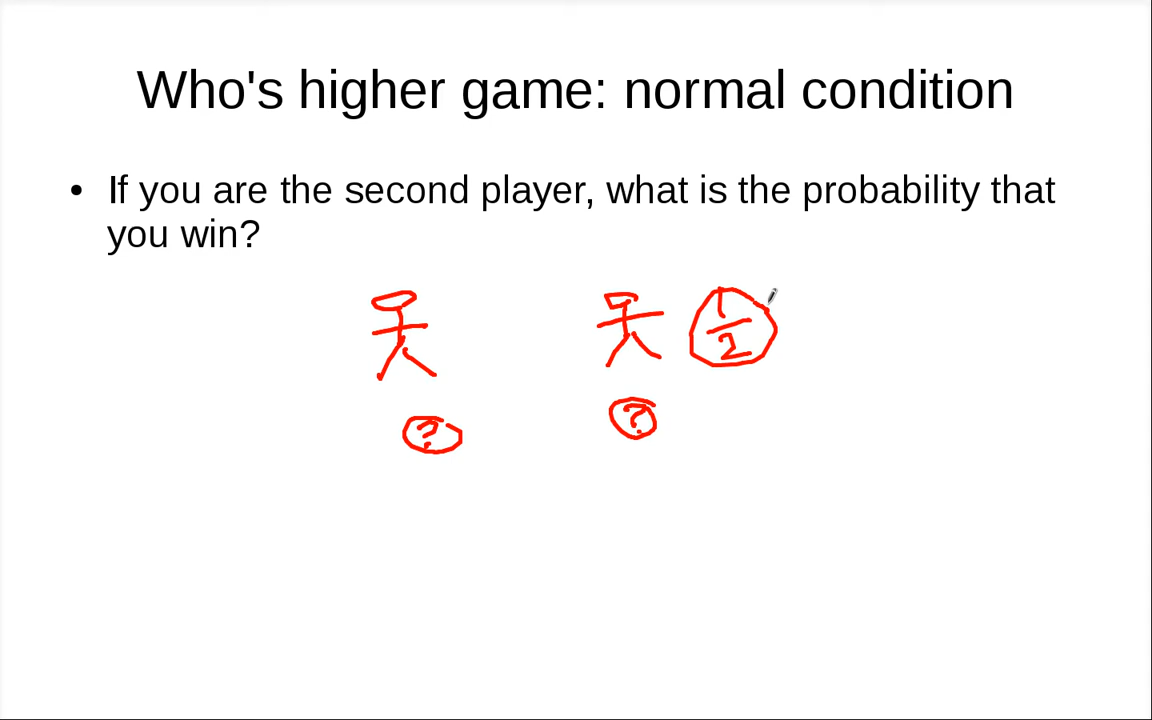 Who's higher game: normal condition
• If you are the second player, what is the probability that
you win?
1
2
? ?